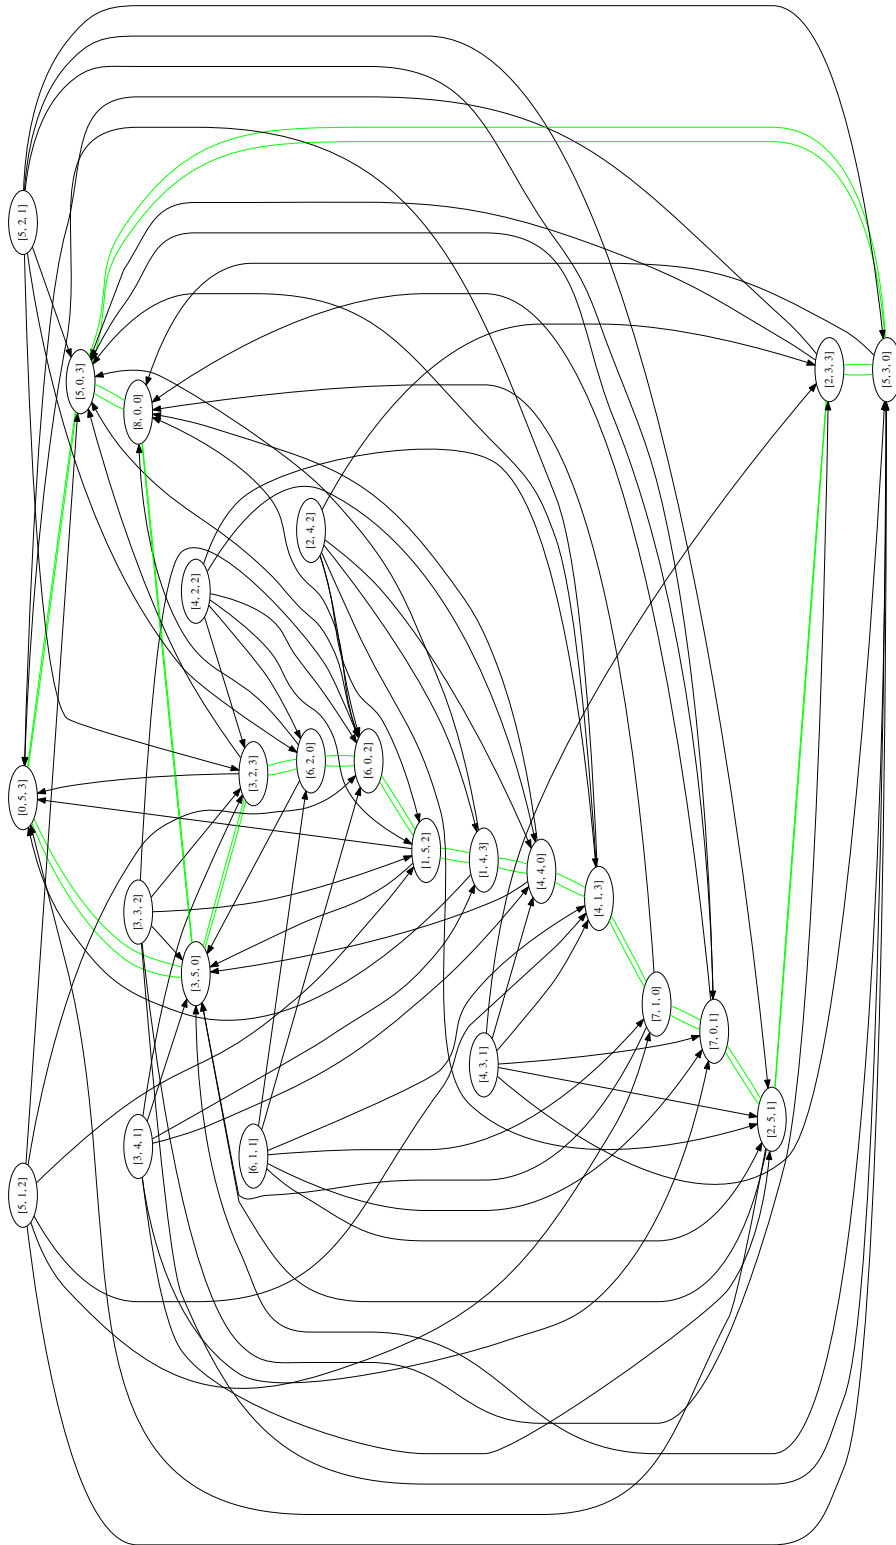 [5, 2, 1]
[5, 0, 3]
[8, 0, 0]
[2, 3, 3]
[5, 3, 0]
[2, 4, 2]
[4, 2, 2]
[0, 5, 3]
[3, 2, 3]
[6, 2, 0]
[6, 0, 2]
[1, 5, 2]
[1, 4, 3]
[4, 4, 0]
[4, 1, 3]
[3, 3, 2]
[3, 5, 0]
[7, 1, 0]
[7, 0, 1]
[4, 3, 1]
[2, 5, 1]
[3, 4, 1]
[6, 1, 1]
[5, 1, 2]